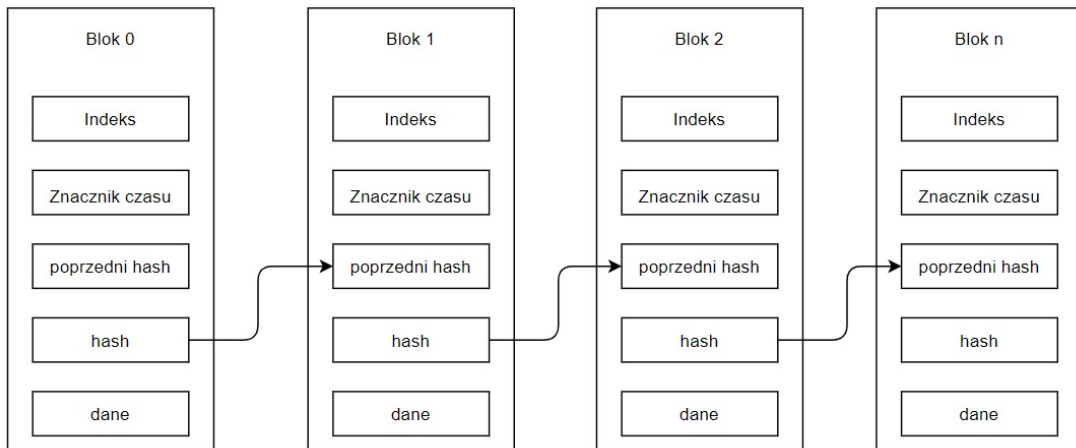 Blok 0
Indeks
Znacznik czasu
poprzedni hash
hash
dane
Blok 1
Indeks
Znacznik czasu
poprzedni hash
hash
dane
Blok 2
Indeks
Znacznik czasu
poprzedni hash
hash
dane
Blok n
Indeks
Znacznik czasu
poprzedni hash
hash
dane